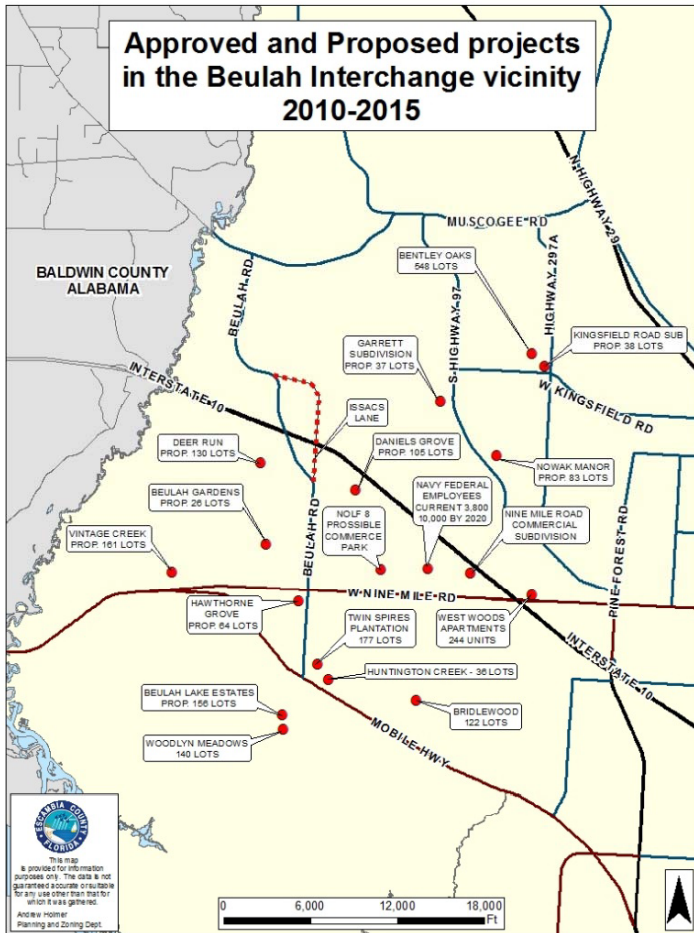 Approved and Proposed projects
in the Beulah Interchange vicinity
2010-2015
N HIGHWAY 29
MUSCOGEE RD
BENTLEY OAKS
548 LOTS
HIGHWAY 297A
BALDWIN COUNTY
ALABAMA
BEULAH RD
S HIGHWAY 97
KINGSFIELD ROAD SUB
PROP. 38 LOTS
GARRETT
SUBDIVISION
PROP. 37 LOTS
W KINGSFIELD RD
INTERSTATE 10
ISSACS
LANE
DEER RUN
PROP. 130 LOTS
DANIELS GROVE
PROP. 105 LOTS
NOWAK MANOR
PROP. 83 LOTS
NAVY FEDERAL
EMPLOYEES
CURRENT 3,800
10,000 BY 2020
NINE MILE ROAD
COMMERCIAL
SUBDIVISION
BEULAH GARDENS
PROP. 26 LOTS
NOLF 8
PROSSIBLE
COMMERCE
PARK
PINE FOREST RD
VINTAGE CREEK
PROP. 161 LOTS
BEULAH RD
W NINE MILE RD
HAWTHORNE
GROVE
PROP. 64 LOTS
TWIN SPIRES
PLANTATION
177 LOTS
WEST WOODS
APARTMENTS
244 UNITS
INTERSTATE 10
HUNTINGTON CREEK - 36 LOTS
BEULAH LAKE ESTATES
PROP. 156 LOTS
BRIDLEWOOD
122 LOTS
WOODLYN MEADOWS
140 LOTS
MOBILE HWY
ESCAMBIA COUNTY
FLORIDA
This map
is provided for information
purposes only. The data is not
guaranteed accurate or suitable
for any use other than that for
which it was gathered.
Andrew Holmer
Planning and Zoning Dept.
0 6,000 12,000 18,000
Ft